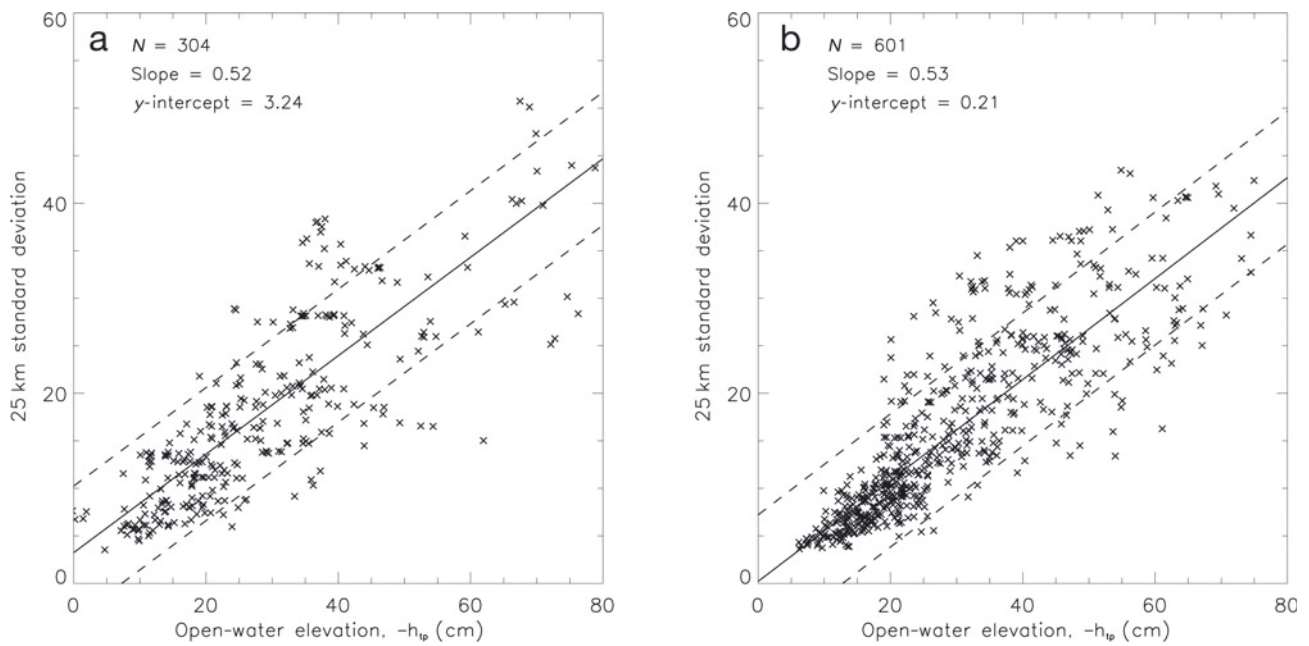 a
N = 304
Slope = 0.52
y-intercept = 3.24
60
40
20
0
25 km standard deviation
0 20 40 60 80
Open-water elevation, -htp (cm)
b
N = 601
Slope = 0.53
y-intercept = 0.21
60
40
20
0
25 km standard deviation
0 20 40 60 80
Open-water elevation, -htp (cm)